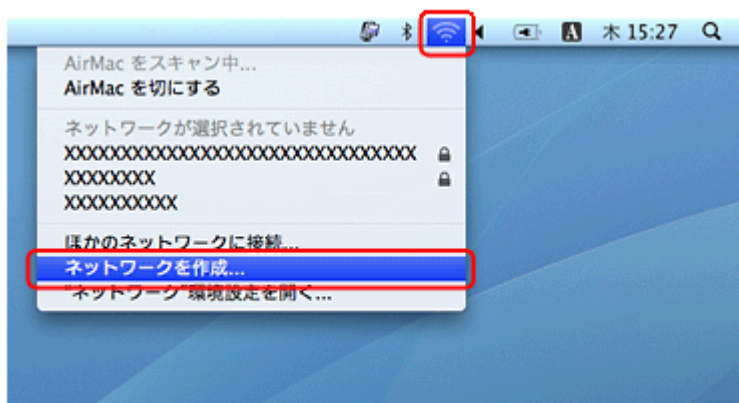 A 木 15:27
AirMac をスキャン中...
AirMac を切にする
ネットワークが選択されていません
XXXXXXXXXXXXXXXXXXXXXXXXXXXXXXXX
XXXXXXXX
XXXXXXXXXX
ほかのネットワークに接続...
ネットワークを作成...
"ネットワーク"環境設定を開く...